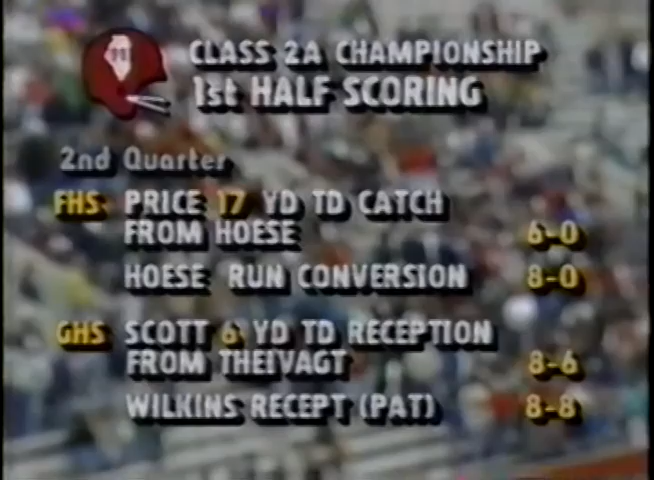 CLASS 2A CHAMPIONSHIP
1st HALF SCORING
2nd Quarter
FHS PRICE 17 YD TD CATCH
FROM HOESE 6-0
HOESE RUN CONVERSION 8-0
GHS SCOTT 6 YD TD RECEPTION
FROM THEIVAGT 8-6
WILKINS RECEPT (PAT) 8-8